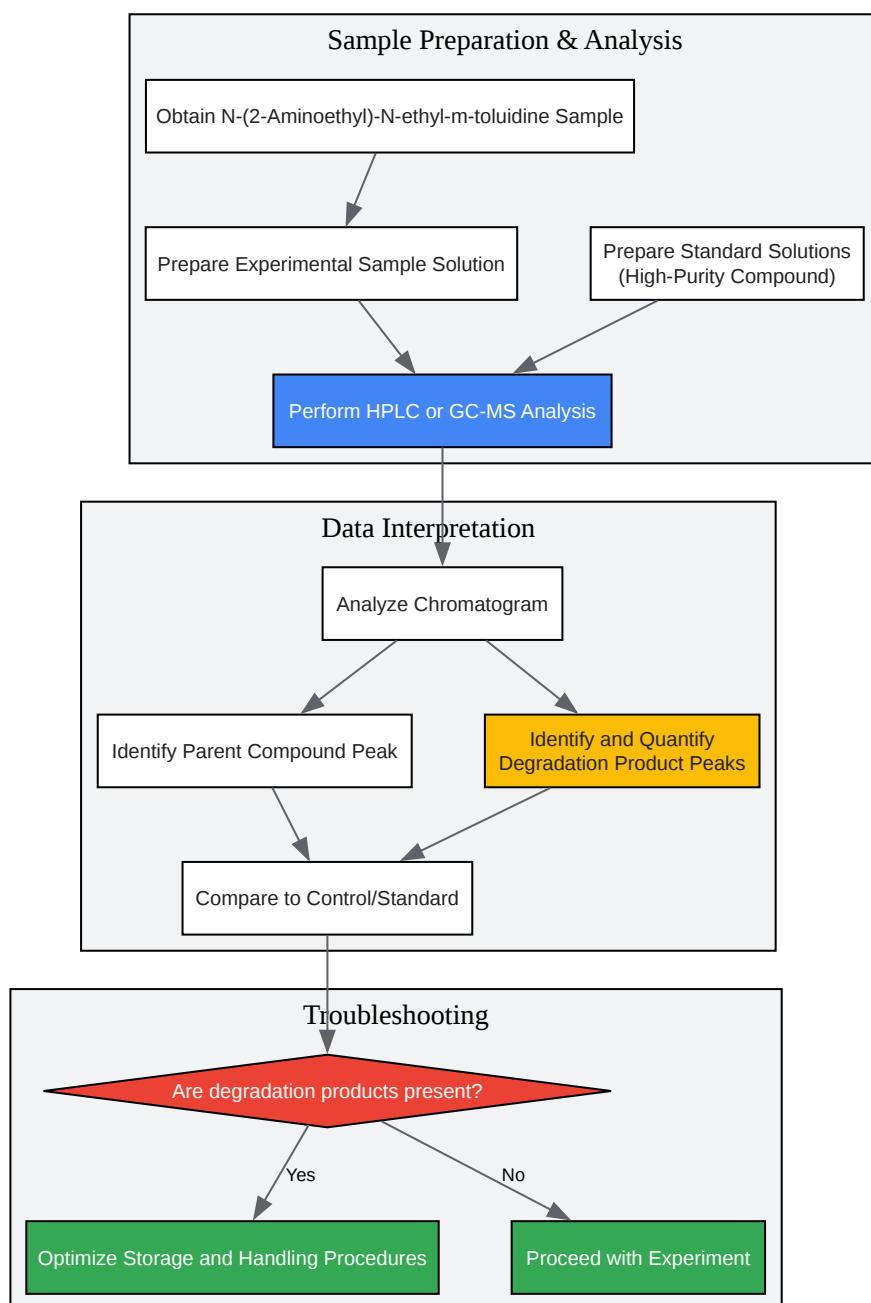 Sample Preparation & Analysis
Obtain N-(2-Aminoethyl)-N-ethyl-m-toluidine Sample
Prepare Experimental Sample Solution
Prepare Standard Solutions
(High-Purity Compound)
Perform HPLC or GC-MS Analysis
Data Interpretation
Analyze Chromatogram
Identify Parent Compound Peak
Identify and Quantify
Degradation Product Peaks
Compare to Control/Standard
Troubleshooting
Are degradation products present?
Yes
No
Optimize Storage and Handling Procedures
Proceed with Experiment